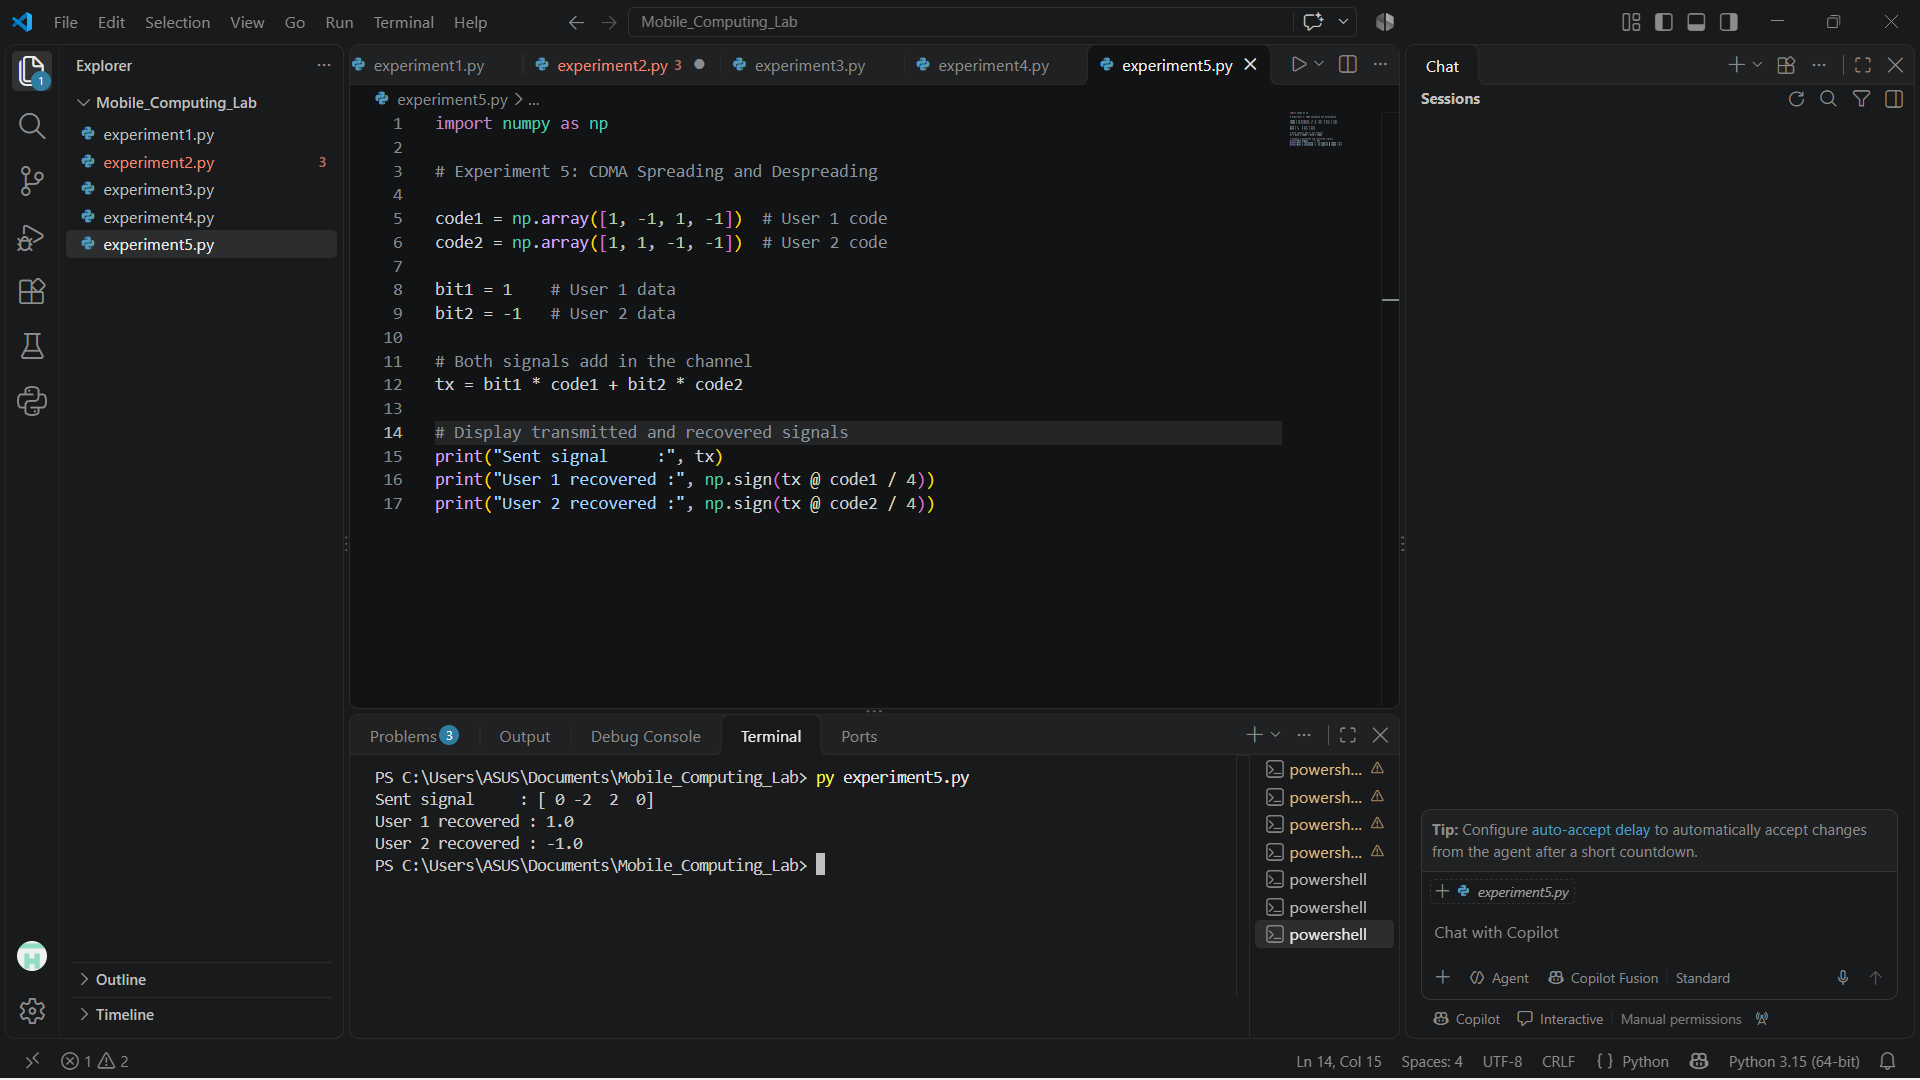 File Edit Selection View Go Run Terminal Help
Mobile_Computing_Lab
Explorer
Mobile_Computing_Lab
experiment1.py
experiment2.py 3
experiment3.py
experiment4.py
experiment5.py
Outline
Timeline
1
experiment1.py experiment2.py 3 experiment3.py experiment4.py experiment5.py
experiment5.py > ...
1 import numpy as np
2
3 # Experiment 5: CDMA Spreading and Despreading
4
5 code1 = np.array([1, -1, 1, -1])  # User 1 code
6 code2 = np.array([1, 1, -1, -1])  # User 2 code
7
8 bit1 = 1    # User 1 data
9 bit2 = -1   # User 2 data
10
11 # Both signals add in the channel
12 tx = bit1 * code1 + bit2 * code2
13
14 # Display transmitted and recovered signals
15 print("Sent signal     :", tx)
16 print("User 1 recovered :", np.sign(tx @ code1 / 4))
17 print("User 2 recovered :", np.sign(tx @ code2 / 4))
Problems 3 Output Debug Console Terminal Ports
PS C:\Users\ASUS\Documents\Mobile_Computing_Lab> py experiment5.py
Sent signal     : [ 0 -2  2  0]
User 1 recovered : 1.0
User 2 recovered : -1.0
PS C:\Users\ASUS\Documents\Mobile_Computing_Lab>
powersh...
powersh...
powersh...
powersh...
powershell
powershell
powershell
Chat
Sessions
Tip: Configure auto-accept delay to automatically accept changes
from the agent after a short countdown.
experiment5.py
Chat with Copilot
Agent Copilot Fusion Standard
Copilot Interactive Manual permissions
H
1 2
Ln 14, Col 15 Spaces: 4 UTF-8 CRLF { } Python Python 3.15 (64-bit)